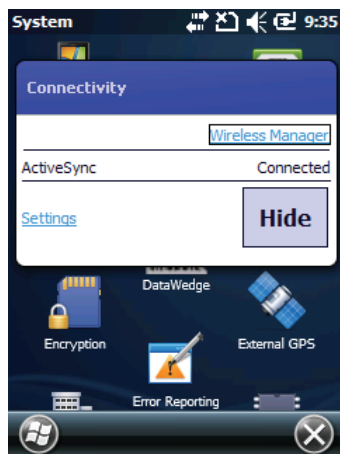 System 9:35
Connectivity
Wireless Manager
ActiveSync Connected
Settings Hide
DataWedge
Encryption External GPS
Error Reporting